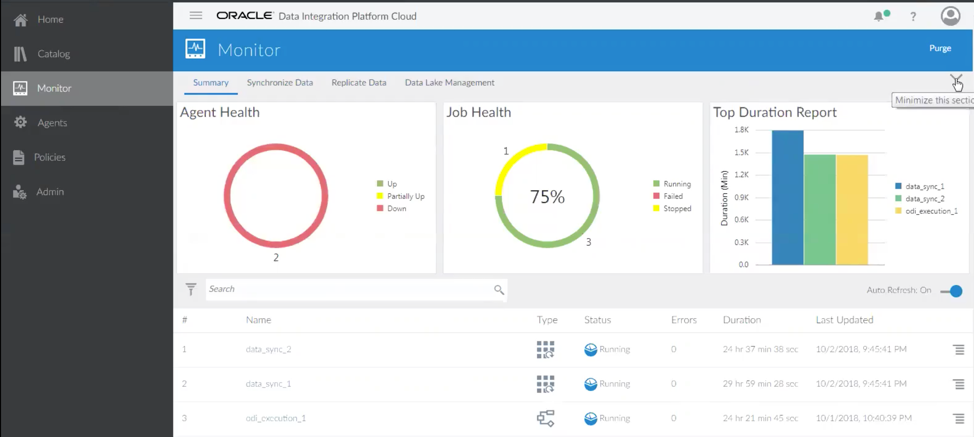 Home
Catalog
Monitor
Agents
Policies
Admin
ORACLE® Data Integration Platform Cloud
?
Monitor
Purge
Summary Synchronize Data Replicate Data Data Lake Management
Minimize this sectio
Agent Health
Up
Partially Up
Down
2
Job Health
1
75%
3
Running
Failed
Stopped
Top Duration Report
Duration (Min)
1.8K
1.5K
1.2K
0.9K
0.6K
0.3K
0.0
data_sync_1
data_sync_2
odi_execution_1
Search
Auto Refresh: On
# Name Type Status Errors Duration Last Updated
1 data_sync_2 Running 0 24 hr 37 min 38 sec 10/2/2018, 9:45:41 PM
2 data_sync_1 Running 0 29 hr 59 min 28 sec 10/2/2018, 9:45:41 PM
3 odi_execution_1 Running 0 24 hr 21 min 45 sec 10/1/2018, 10:40:39 PM